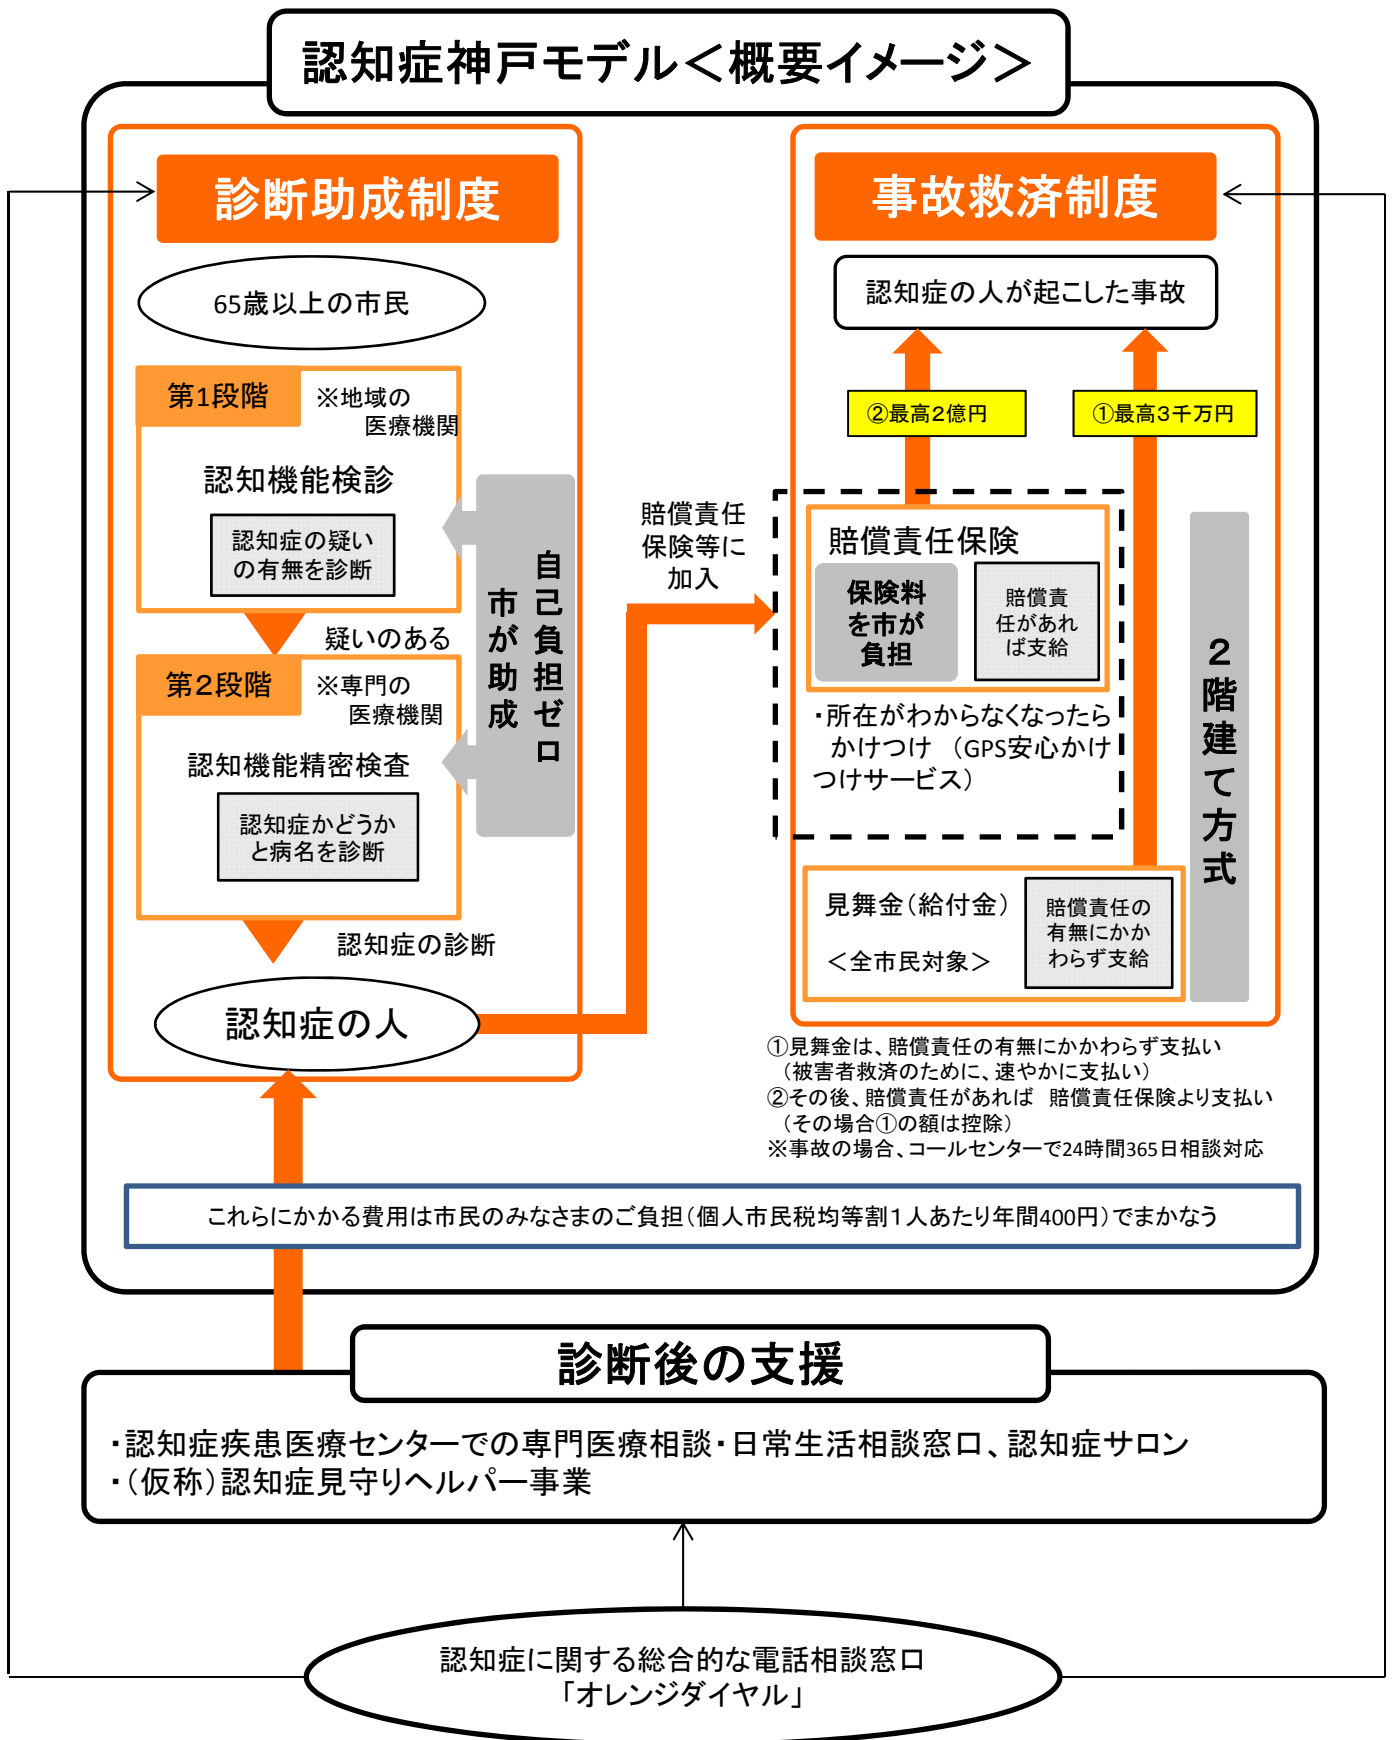 認知症神戸モデル＜概要イメージ＞
診断助成制度
65歳以上の市民
第1段階
※地域の
医療機関
認知機能検診
認知症の疑い
の有無を診断
疑いのある
第２段階
※専門の
医療機関
認知機能精密検査
認知症かどうか
と病名を診断
自己負担ゼロ
市が助成
認知症の診断
認知症の人
賠償責任
保険等に
加入
事故救済制度
認知症の人が起こした事故
②最高２億円
①最高３千万円
賠償責任保険
保険料
を市が
負担
賠償責
任があれ
ば支給
・所在がわからなくなったら
かけつけ （GPS安心かけ
つけサービス）
見舞金（給付金）
＜全市民対象＞
賠償責任の
有無にかか
わらず支給
２階建て方式
①見舞金は、賠償責任の有無にかかわらず支払い
（被害者救済のために、速やかに支払い）
②その後、賠償責任があれば　賠償責任保険より支払い
（その場合①の額は控除）
※事故の場合、コールセンターで24時間365日相談対応
これらにかかる費用は市民のみなさまのご負担（個人市民税均等割１人あたり年間400円）でまかなう
診断後の支援
・認知症疾患医療センターでの専門医療相談・日常生活相談窓口、認知症サロン
・（仮称）認知症見守りヘルパー事業
認知症に関する総合的な電話相談窓口
「オレンジダイヤル」